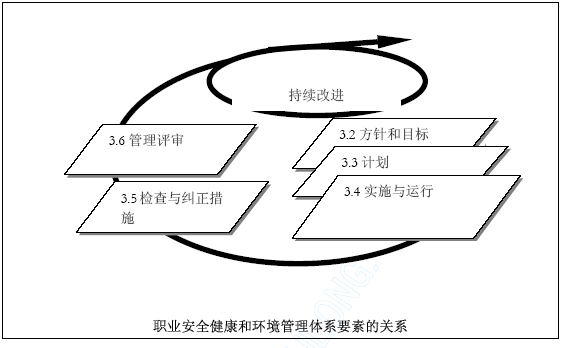 持续改进
3.6 管理评审
3.2 方针和目标
3.3 计划
3.4 实施与运行
3.5 检查与纠正措
施
职业安全健康和环境管理体系要素的关系